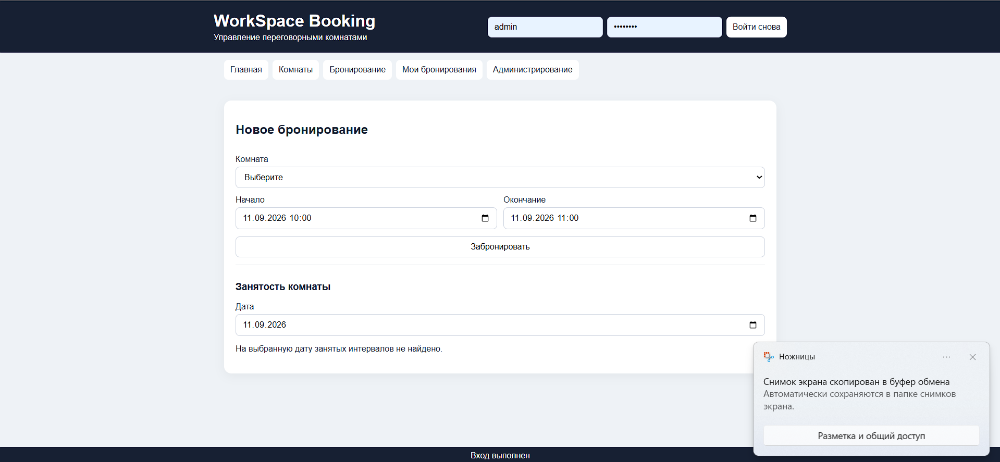 WorkSpace Booking
Управление переговорными комнатами
admin
••••••••
Войти снова
Главная
Комнаты
Бронирование
Мои бронирования
Администрирование
Новое бронирование
Комната
Выберите
Начало
Окончание
11.09.2026 10:00
11.09.2026 11:00
Забронировать
Занятость комнаты
Дата
11.09.2026
На выбранную дату занятых интервалов не найдено.
Ножницы
Снимок экрана скопирован в буфер обмена
Автоматически сохраняются в папке снимков
экрана.
Разметка и общий доступ
Вход выполнен